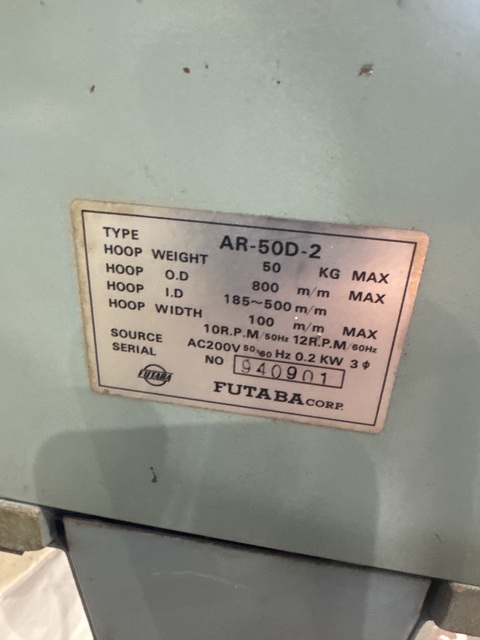 TYPE AR-50D-2
HOOP WEIGHT 50 KG MAX
HOOP O.D 800 m/m MAX
HOOP I.D 185~500 m/m
HOOP WIDTH 100 m/m MAX
10R.P.M/50Hz 12R.P.M/60Hz
SOURCE AC200V 50/60 Hz 0.2 KW 3ϕ
SERIAL NO 940901
FUTABA FUTABA CORP.